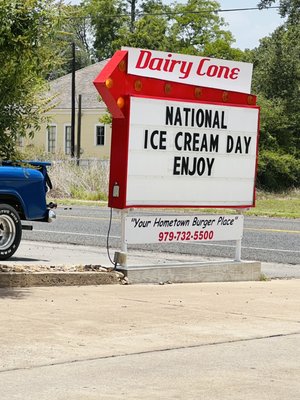 Dairy Cone
NATIONAL
ICE CREAM DAY
ENJOY
"Your Hometown Burger Place"
979-732-5500